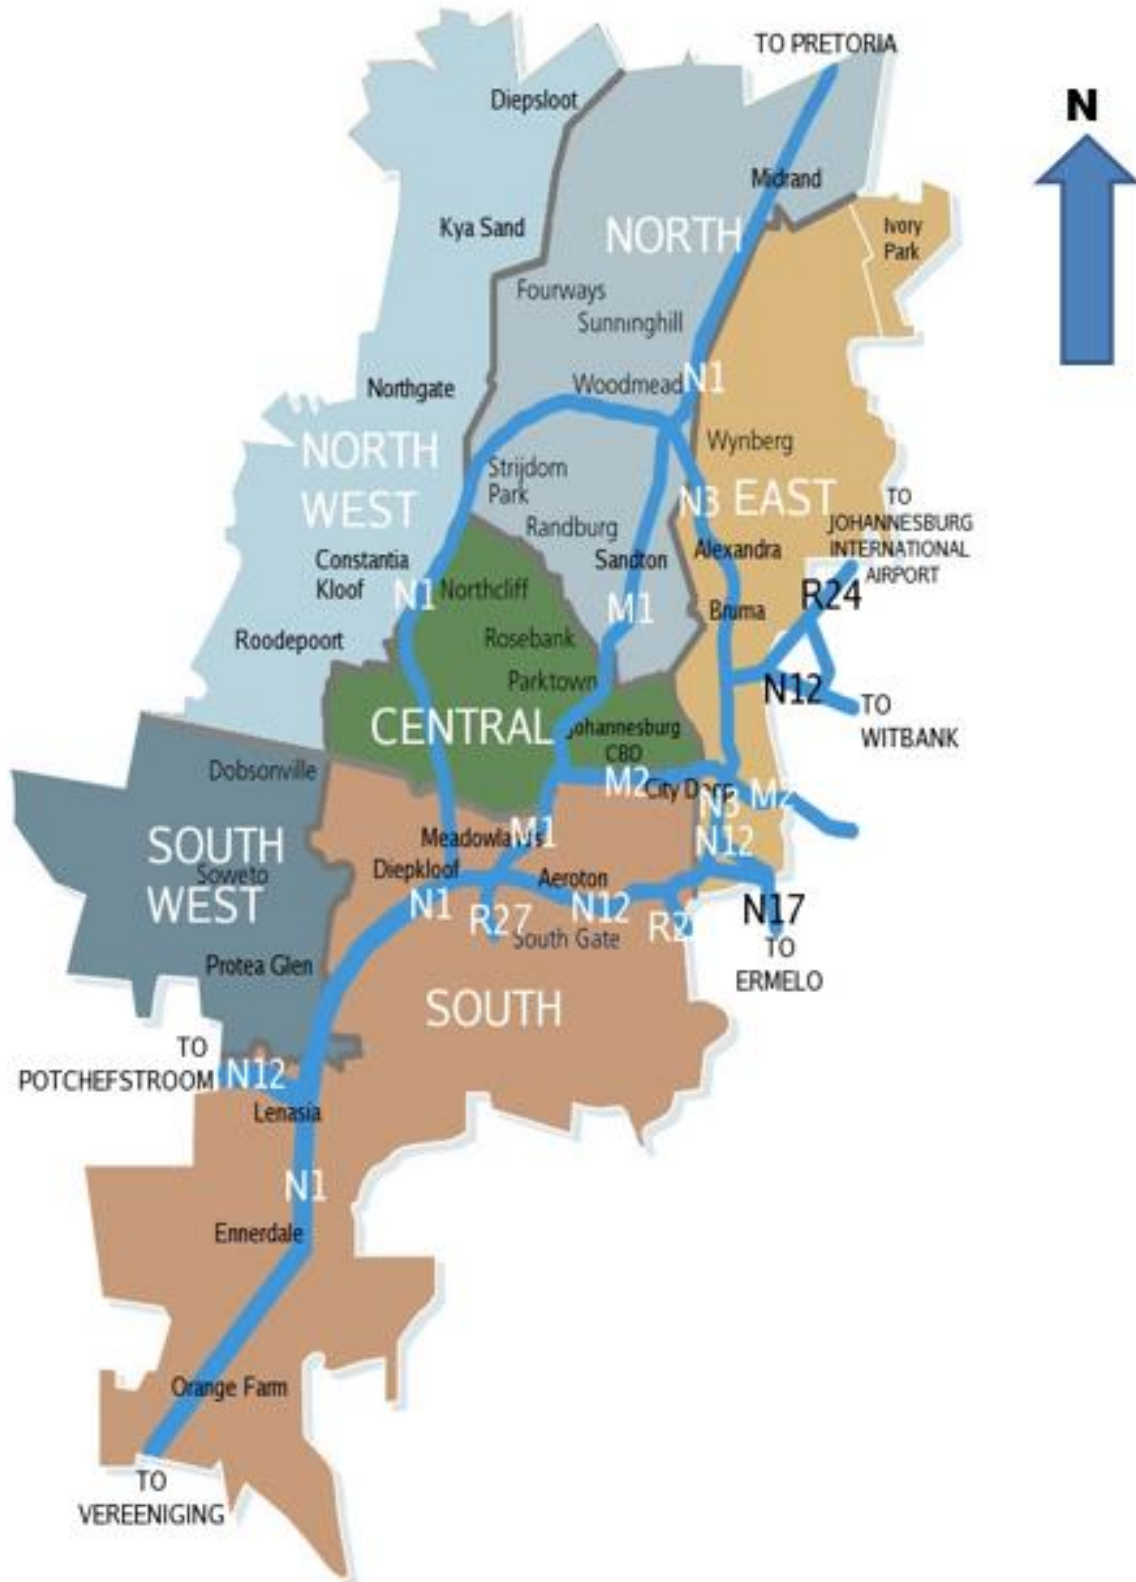 TO PRETORIA
N
Diepsloot
Midrand
Kya Sand
NORTH
Ivory
Park
Fourways
Sunninghill
Northgate
Woodmead
N1
NORTH
WEST
Wynberg
Strijdom
Park
N3
EAST
TO
JOHANNESBURG
INTERNATIONAL
AIRPORT
Randburg
Constantia
Kloof
Sandton
Alexandra
N1
Northcliff
M1
Bruma
R24
Roodepoort
Rosebank
Parktown
N12
TO
WITBANK
CENTRAL
Johannesburg
CBD
Dobsonville
M2
City Deep
N3
M2
SOUTH
WEST
Soweto
Meadowlands
M1
N12
Diepkloof
Aeroton
N1
R27
N12
N17
South Gate
TO
ERMELO
Protea Glen
SOUTH
TO
POTCHEFSTROOM
N12
Lenasia
N1
Ennerdale
Orange Farm
TO
VEREENIGING